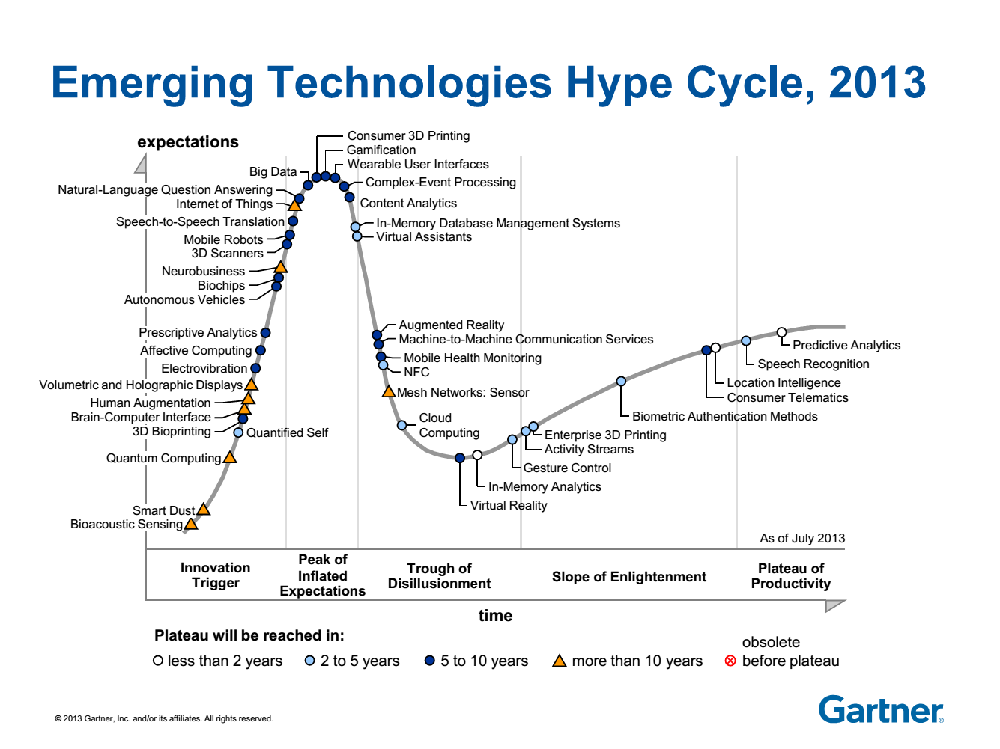 Emerging Technologies Hype Cycle, 2013
expectations
Consumer 3D Printing
Gamification
Wearable User Interfaces
Big Data
Complex-Event Processing
Natural-Language Question Answering
Internet of Things
Content Analytics
Speech-to-Speech Translation
In-Memory Database Management Systems
Mobile Robots
Virtual Assistants
3D Scanners
Neurobusiness
Biochips
Autonomous Vehicles
Augmented Reality
Prescriptive Analytics
Machine-to-Machine Communication Services
Affective Computing
Mobile Health Monitoring
Electrovibration
NFC
Volumetric and Holographic Displays
Mesh Networks: Sensor
Human Augmentation
Brain-Computer Interface
3D Bioprinting
Quantified Self
Cloud
Computing
Quantum Computing
Smart Dust
Bioacoustic Sensing
Predictive Analytics
Speech Recognition
Location Intelligence
Consumer Telematics
Biometric Authentication Methods
Enterprise 3D Printing
Activity Streams
Gesture Control
In-Memory Analytics
Virtual Reality
As of July 2013
Innovation
Trigger
Peak of
Inflated
Expectations
Trough of
Disillusionment
Slope of Enlightenment
Plateau of
Productivity
time
Plateau will be reached in:
less than 2 years
2 to 5 years
5 to 10 years
more than 10 years
obsolete
before plateau
© 2013 Gartner, Inc. and/or its affiliates. All rights reserved.
Gartner®